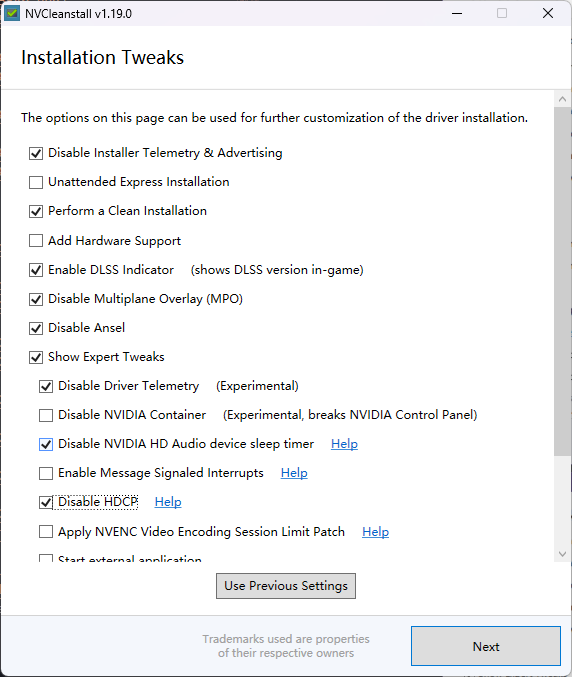 NVCleanstall v1.19.0
Installation Tweaks
The options on this page can be used for further customization of the driver installation.
Disable Installer Telemetry & Advertising
Unattended Express Installation
Perform a Clean Installation
Add Hardware Support
Enable DLSS Indicator (shows DLSS version in-game)
Disable Multiplane Overlay (MPO)
Disable Ansel
Show Expert Tweaks
Disable Driver Telemetry (Experimental)
Disable NVIDIA Container (Experimental, breaks NVIDIA Control Panel)
Disable NVIDIA HD Audio device sleep timer Help
Enable Message Signaled Interrupts Help
Disable HDCP Help
Apply NVENC Video Encoding Session Limit Patch Help
Start external application
Use Previous Settings
Trademarks used are properties
of their respective owners
Next